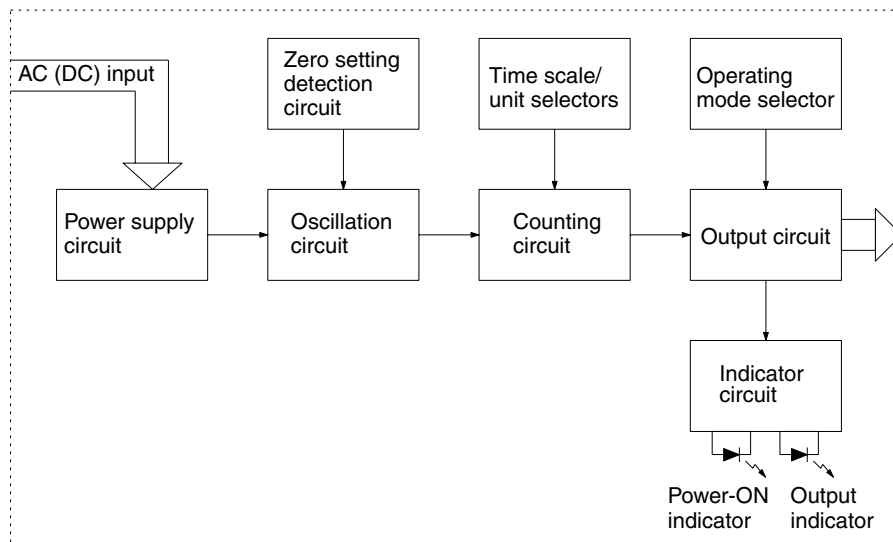 AC (DC) input
Zero setting
detection
circuit
Time scale/
unit selectors
Operating
mode selector
Power supply
circuit
Oscillation
circuit
Counting
circuit
Output circuit
Indicator
circuit
Power-ON
indicator
Output
indicator